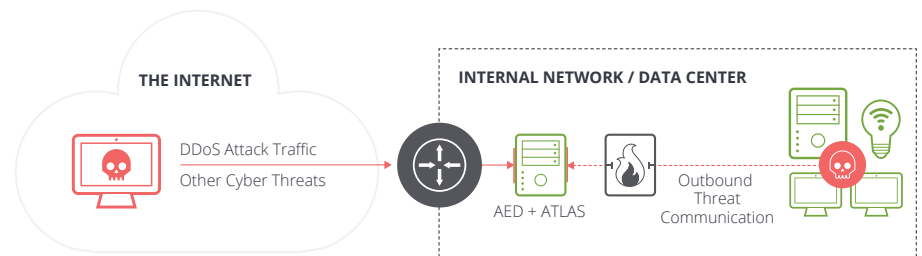 THE INTERNET
DDoS Attack Traffic
Other Cyber Threats
INTERNAL NETWORK / DATA CENTER
AED + ATLAS
Outbound
Threat
Communication